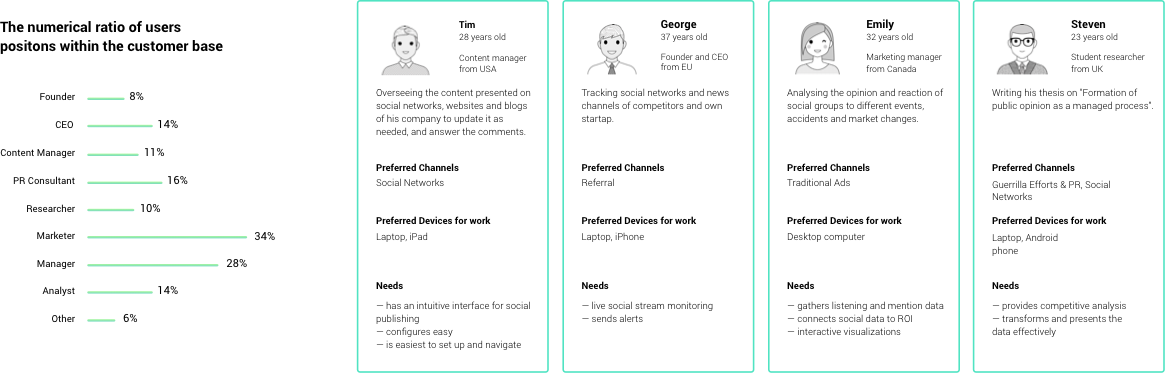 The numerical ratio of users
positons within the customer base
Founder 8%
CEO 14%
Content Manager 11%
PR Consultant 16%
Researcher 10%
Marketer 34%
Manager 28%
Analyst 14%
Other 6%
Tim
28 years old
Content manager
from USA
Overseeing the content presented on
social networks, websites and blogs
of his company to update it as
needed, and answer the comments.
Preferred Channels
Social Networks
Preferred Devices for work
Laptop, iPad
Needs
— has an intuitive interface for social
publishing
— configures easy
— is easiest to set up and navigate
George
37 years old
Founder and CEO
from EU
Tracking social networks and news
channels of competitors and own
startap.
Preferred Channels
Referral
Preferred Devices for work
Laptop, iPhone
Needs
— live social stream monitoring
— sends alerts
Emily
32 years old
Marketing manager
from Canada
Analysing the opinion and reaction of
social groups to different events,
accidents and market changes.
Preferred Channels
Traditional Ads
Preferred Devices for work
Desktop computer
Needs
— gathers listening and mention data
— connects social data to ROI
— interactive visualizations
Steven
23 years old
Student researcher
from UK
Writing his thesis on "Formation of
public opinion as a managed process".
Preferred Channels
Guerrilla Efforts & PR, Social
Networks
Preferred Devices for work
Laptop, Android
phone
Needs
— provides competitive analysis
— transforms and presents the
data effectively